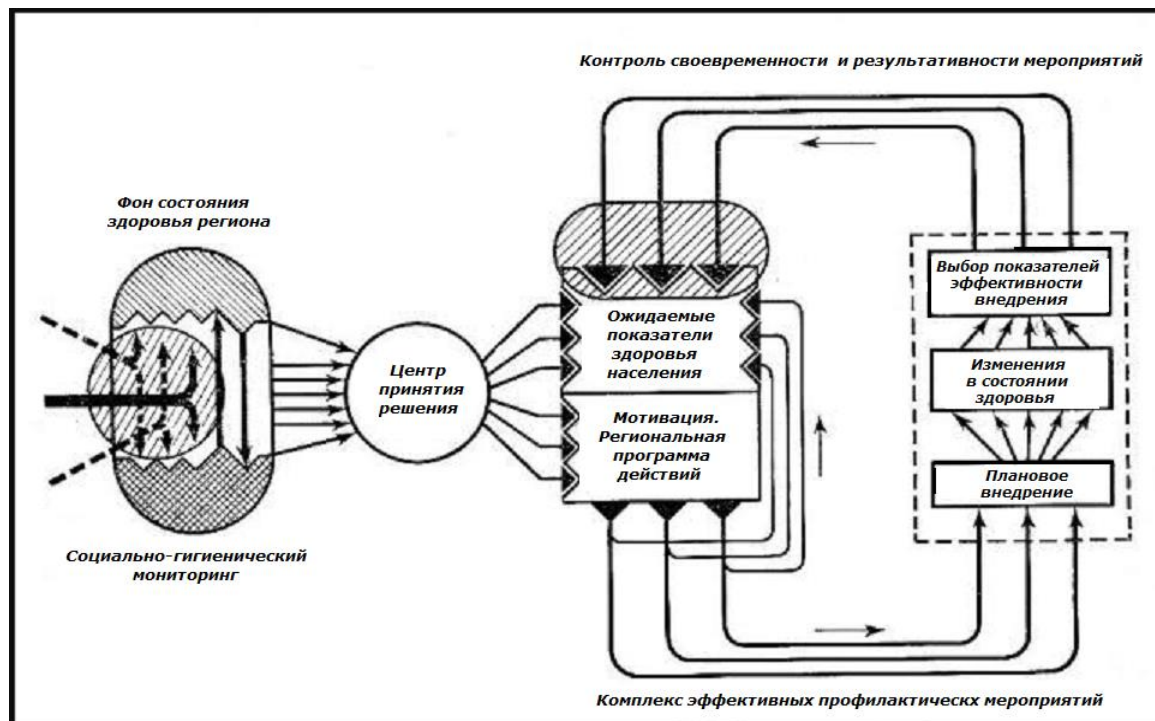 Контроль своевременности и результативности мероприятий
Фон состояния
здоровья региона
Социально-гигиенический
мониторинг
Центр
принятия
решения
Ожидаемые
показатели
здоровья
населения
Мотивация.
Региональная
программа
действий
Выбор показателей
эффективности
внедрения
Изменения
в состоянии
здоровья
Плановое
внедрение
Комплекс эффективных профилактическх мероприятий